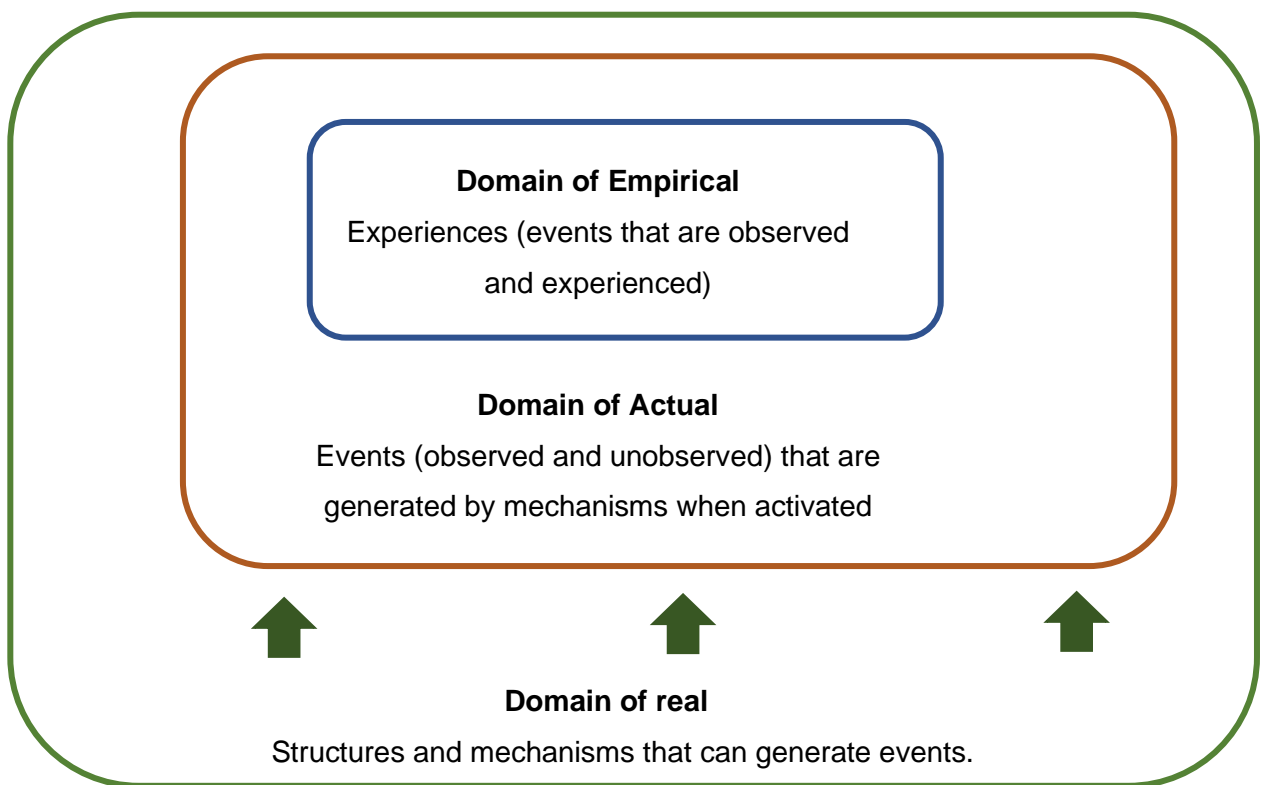 Domain of Empirical
Experiences (events that are observed
and experienced)
Domain of Actual
Events (observed and unobserved) that are
generated by mechanisms when activated
Domain of real
Structures and mechanisms that can generate events.